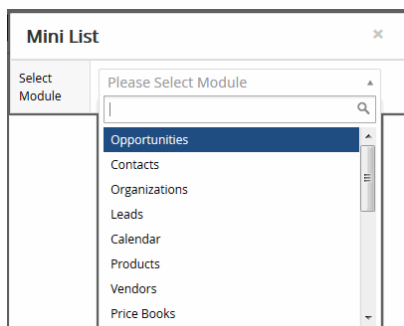 Mini List
×
Select
Module
Please Select Module
Opportunities
Contacts
Organizations
Leads
Calendar
Products
Vendors
Price Books